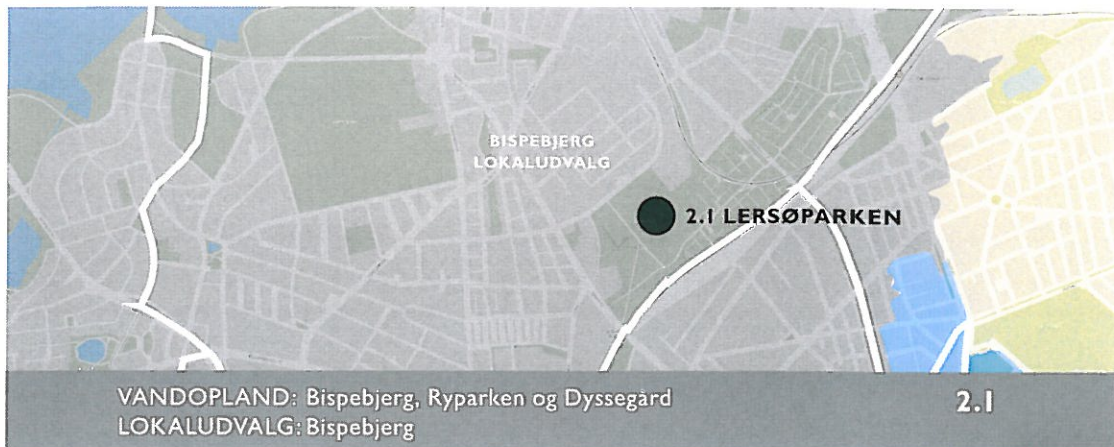 BISPEBJERG
LOKALUDVALG
2.1 LERSØPARKEN
VANDOPLAND: Bispebjerg, Ryparken og Dyssegård
2.1
LOKALUDVALG: Bispebjerg